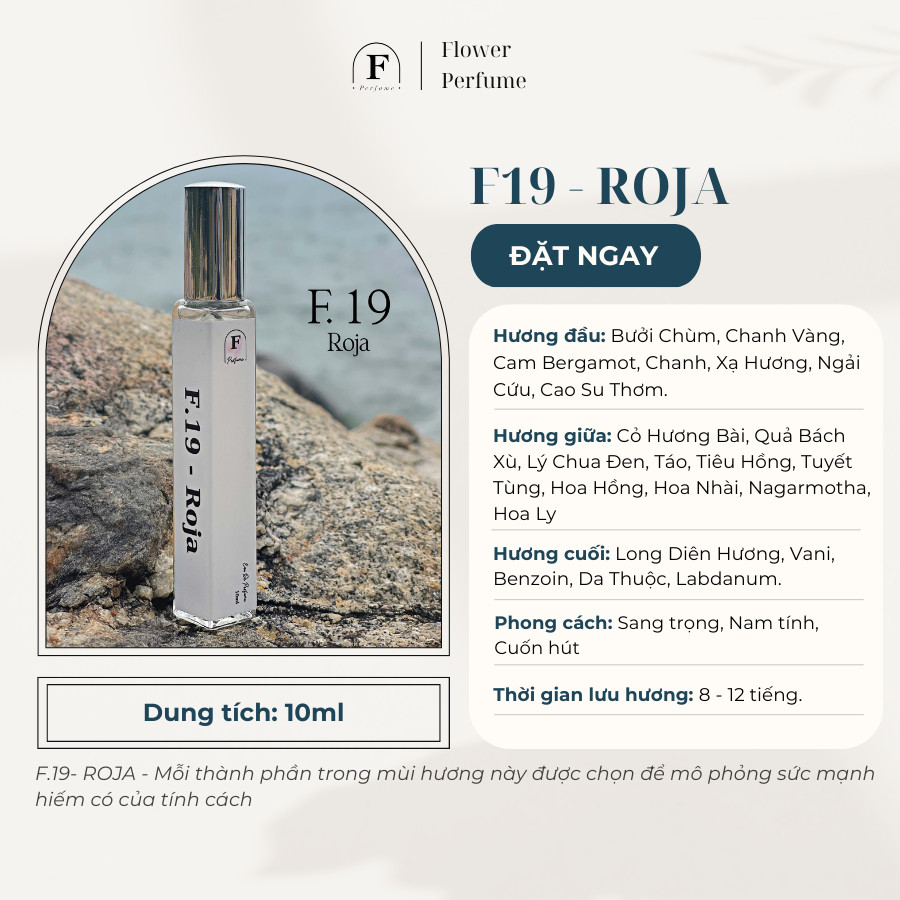 F
Perfume
Flower
Perfume
F19 - ROJA
ĐẶT NGAY
F. 19
Roja
F
Perfume
F.19 - Roja
Eau De Parfume
10ml
Hương đầu: Bưởi Chùm, Chanh Vàng,
Cam Bergamot, Chanh, Xạ Hương, Ngải
Cứu, Cao Su Thơm.
Hương giữa: Cỏ Hương Bài, Quả Bách
Xù, Lý Chua Đen, Táo, Tiêu Hồng, Tuyết
Tùng, Hoa Hồng, Hoa Nhài, Nagarmotha,
Hoa Ly
Hương cuối: Long Diên Hương, Vani,
Benzoin, Da Thuộc, Labdanum.
Phong cách: Sang trọng, Nam tính,
Cuốn hút
Thời gian lưu hương: 8 - 12 tiếng.
Dung tích: 10ml
F.19- ROJA - Mỗi thành phần trong mùi hương này được chọn để mô phỏng sức mạnh
hiếm có của tính cách